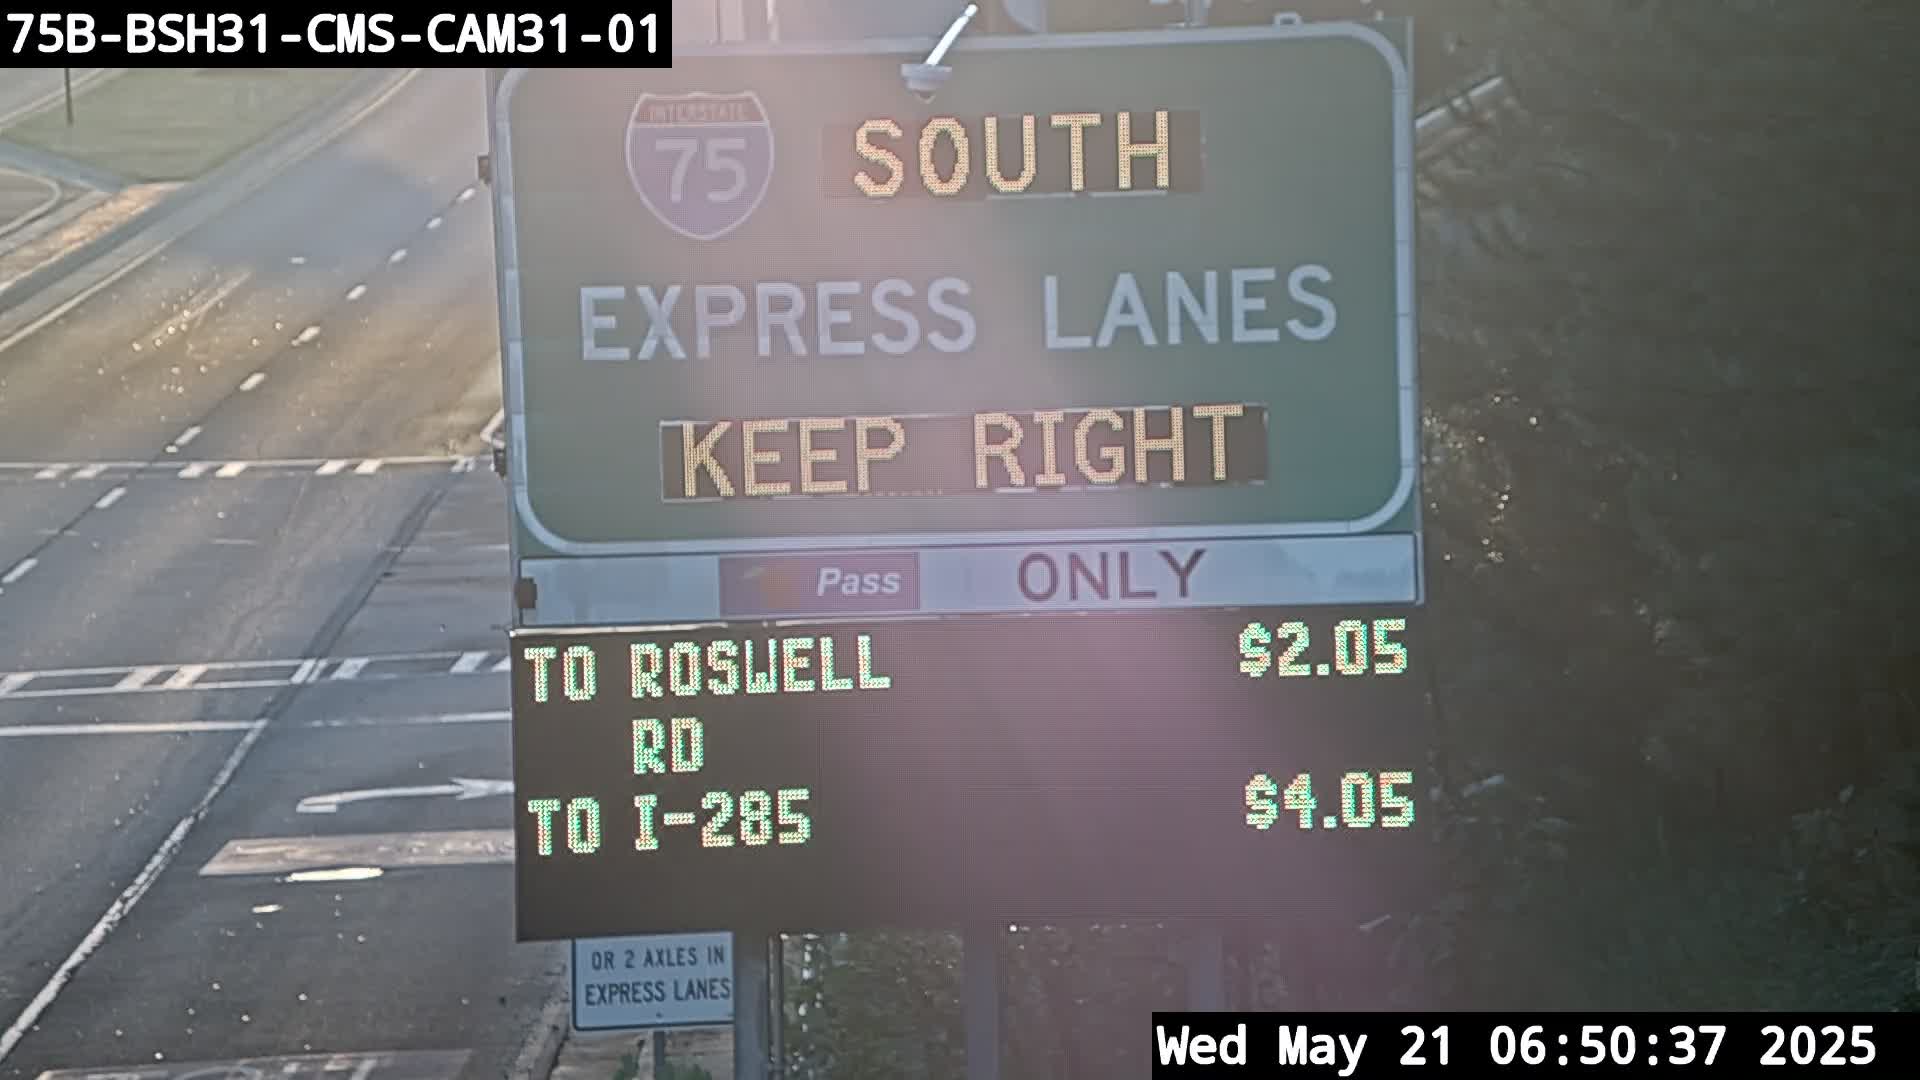 75B-BSH31-CMS-CAM31-01
INTERSTATE
75
SOUTH
EXPRESS LANES
KEEP RIGHT
Pass ONLY
TO ROSWELL $2.05
RD
TO I-285 $4.05
OR 2 AXLES IN
EXPRESS LANES
Wed May 21 06:50:37 2025